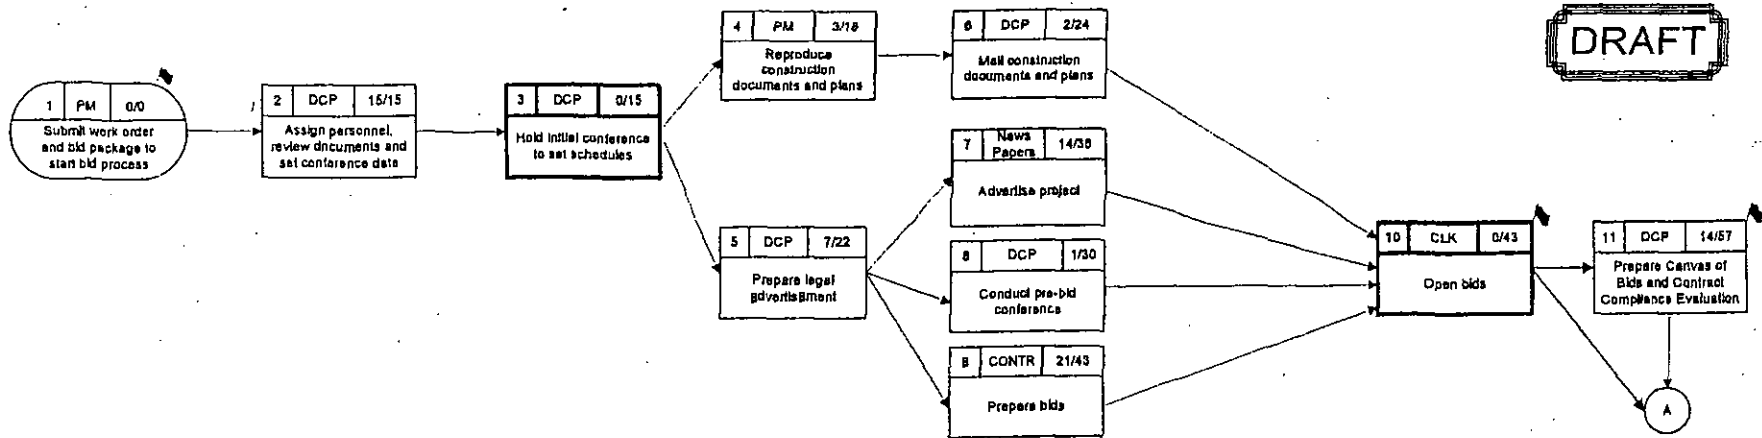 DRAFT
1 PM 0/0
Submit work order
and bid package to
start bid process
2 DCP 15/15
Assign personnel,
review documents and
set conference date
3 DCP 0/15
Hold initial conference
to set schedules
4 PM 3/18
Reproduce
construction
documents and plans
5 DCP 7/22
Prepare legal
advertisement
6 DCP 2/24
Mail construction
documents and plans
7 News Papers 14/36
Advertise project
8 DCP 1/30
Conduct pre-bid
conference
9 CONTR 21/43
Prepare bids
10 CLK 0/43
Open bids
11 DCP 14/57
Prepare Canvas of
Bids and Contract
Compliance Evaluation
A